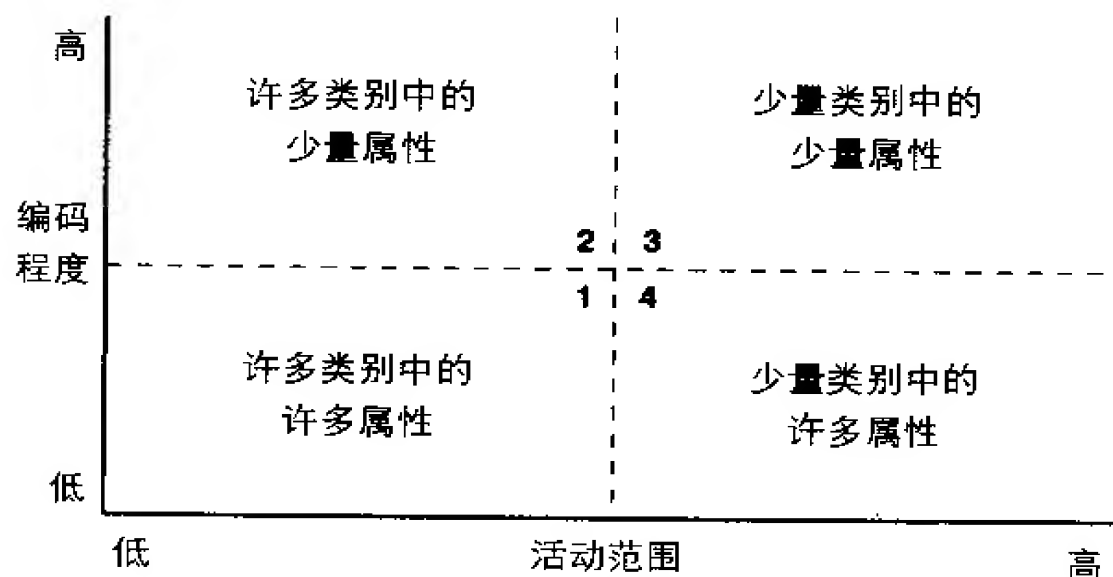 高
许多类别中的
少量属性
少量类别中的
少量属性
编码
程度
2 3
1 4
许多类别中的
许多属性
少量类别中的
许多属性
低
低 活动范围 高